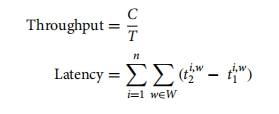 Throughput = C/T
Latency = ∑_{i=1}^{n} ∑_{w∈W} (t_2^{i,w} − t_1^{i,w})